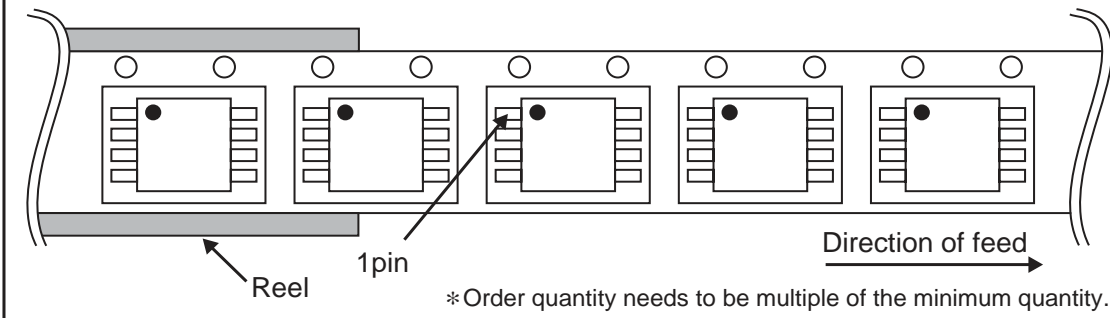 Direction of feed
1pin
Reel
*Order quantity needs to be multiple of the minimum quantity.